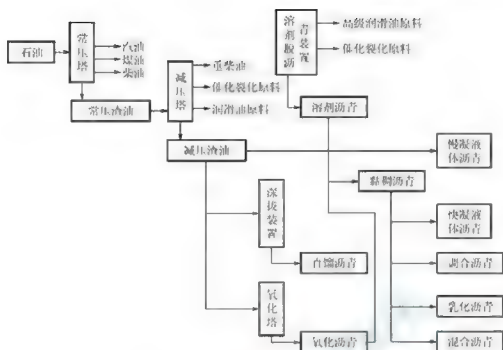 石油
常压塔
汽油
煤油
柴油
常压渣油
减压塔
重柴油
催化裂化原料
润滑油原料
减压渣油
溶剂脱沥
青装置
高级润滑油原料
催化裂化原料
溶剂沥青
慢凝液
体沥青
黏稠沥青
深拔装置
直馏沥青
氧化塔
氧化沥青
快凝液
体沥青
调合沥青
乳化沥青
混合沥青